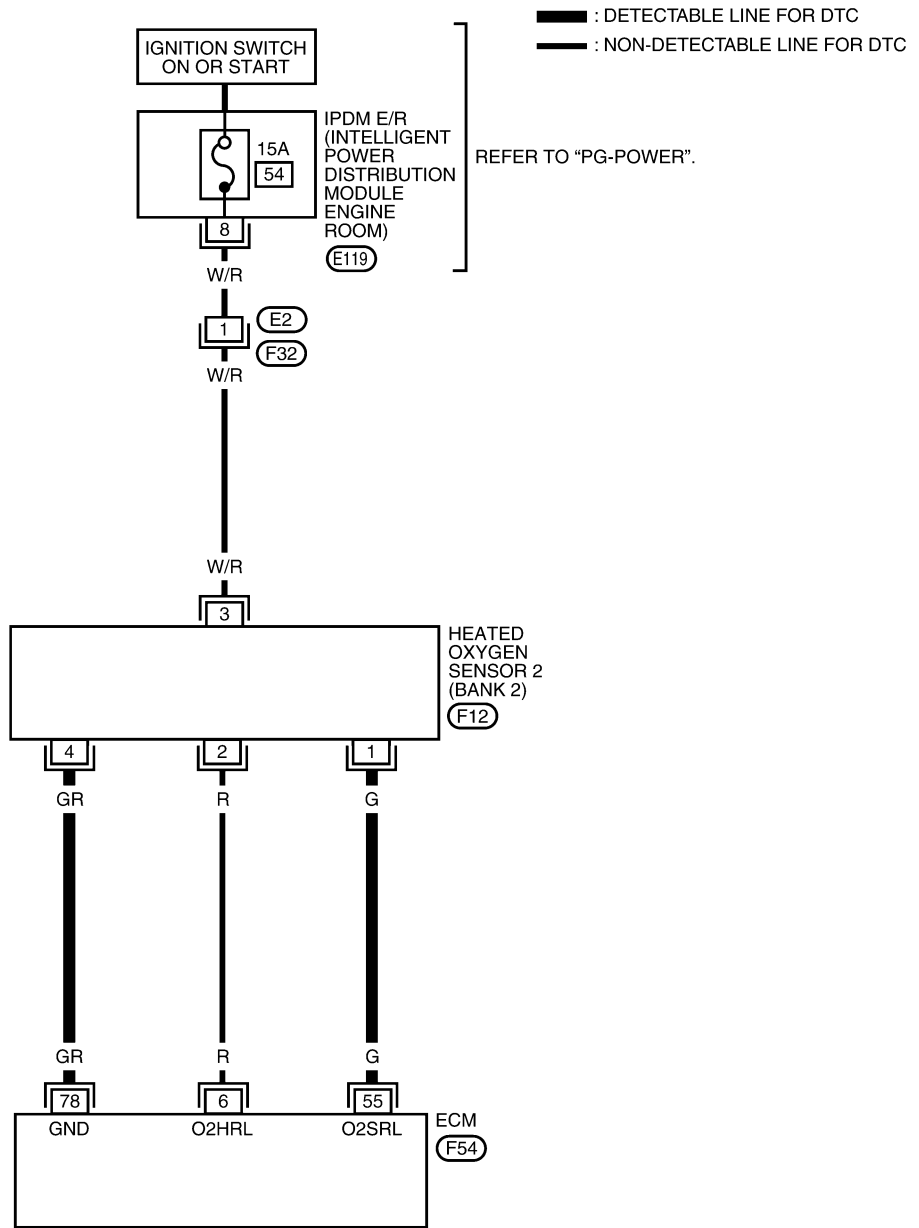 : DETECTABLE LINE FOR DTC
: NON-DETECTABLE LINE FOR DTC
IGNITION SWITCH
ON OR START
15A
54
IPDM E/R
(INTELLIGENT
POWER
DISTRIBUTION
MODULE
ENGINE
ROOM)
E119
REFER TO “PG-POWER”.
8
W/R
1
E2
F32
W/R
W/R
3
HEATED
OXYGEN
SENSOR 2
(BANK 2)
F12
4 2 1
GR R G
GR R G
78 6 55
GND O2HRL O2SRL
ECM
F54